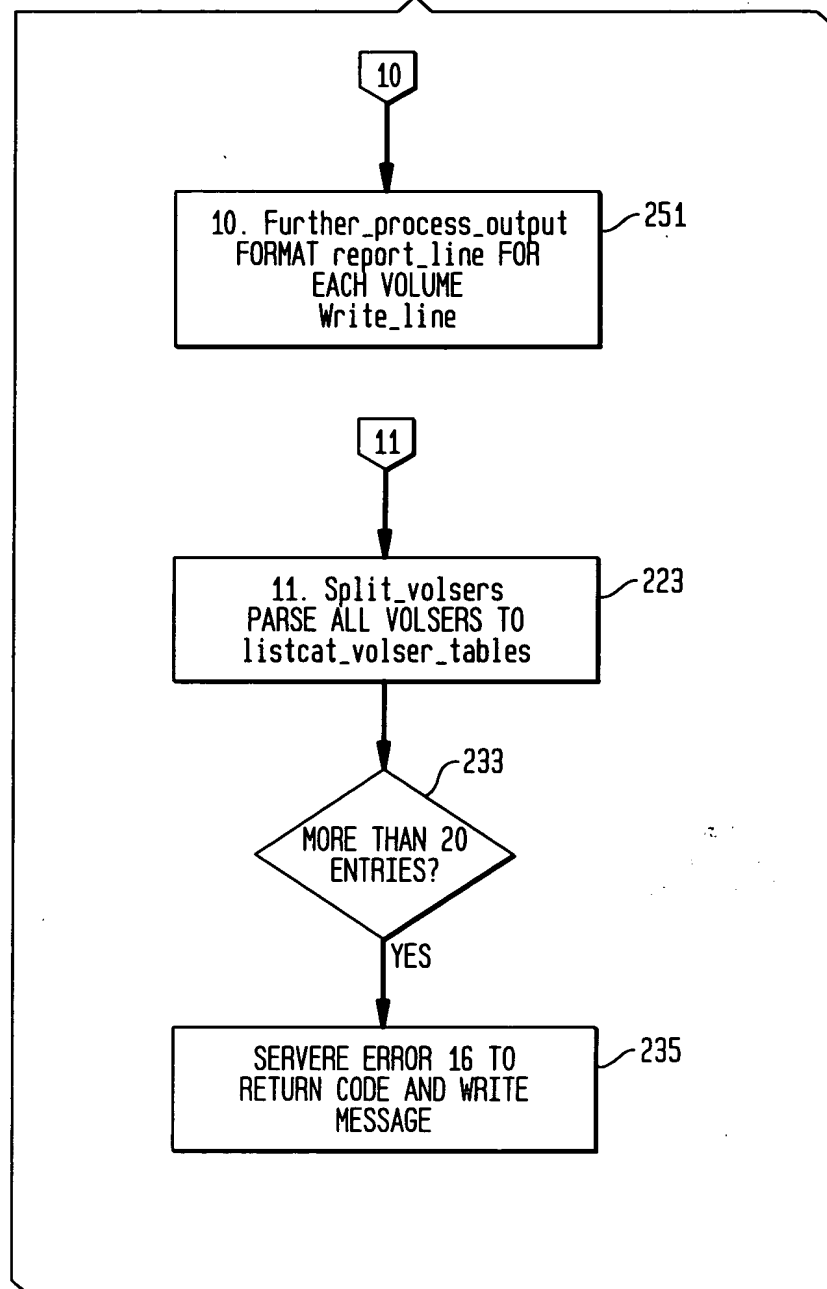 10
10. Further_process_output
FORMAT report_line FOR
EACH VOLUME
Write_line
251
11
11. Split_volsers
PARSE ALL VOLSERS TO
listcat_volser_tables
223
233
MORE THAN 20
ENTRIES?
YES
SERVERE ERROR 16 TO
RETURN CODE AND WRITE
MESSAGE
235